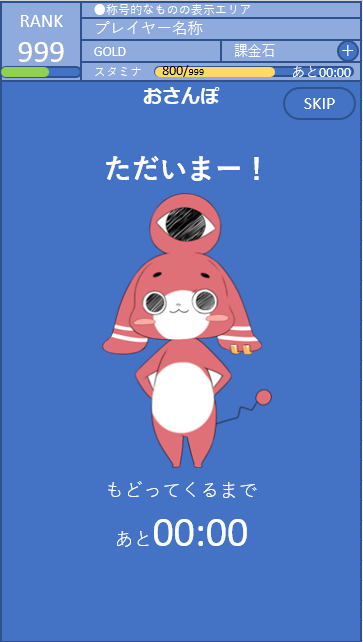 RANK
999
●称号的なものの表示エリア
プレイヤー名称
GOLD
課金石
+
スタミナ
800/999
あと00:00
おさんぽ
SKIP
ただいまー！
もどってくるまで
あと00:00